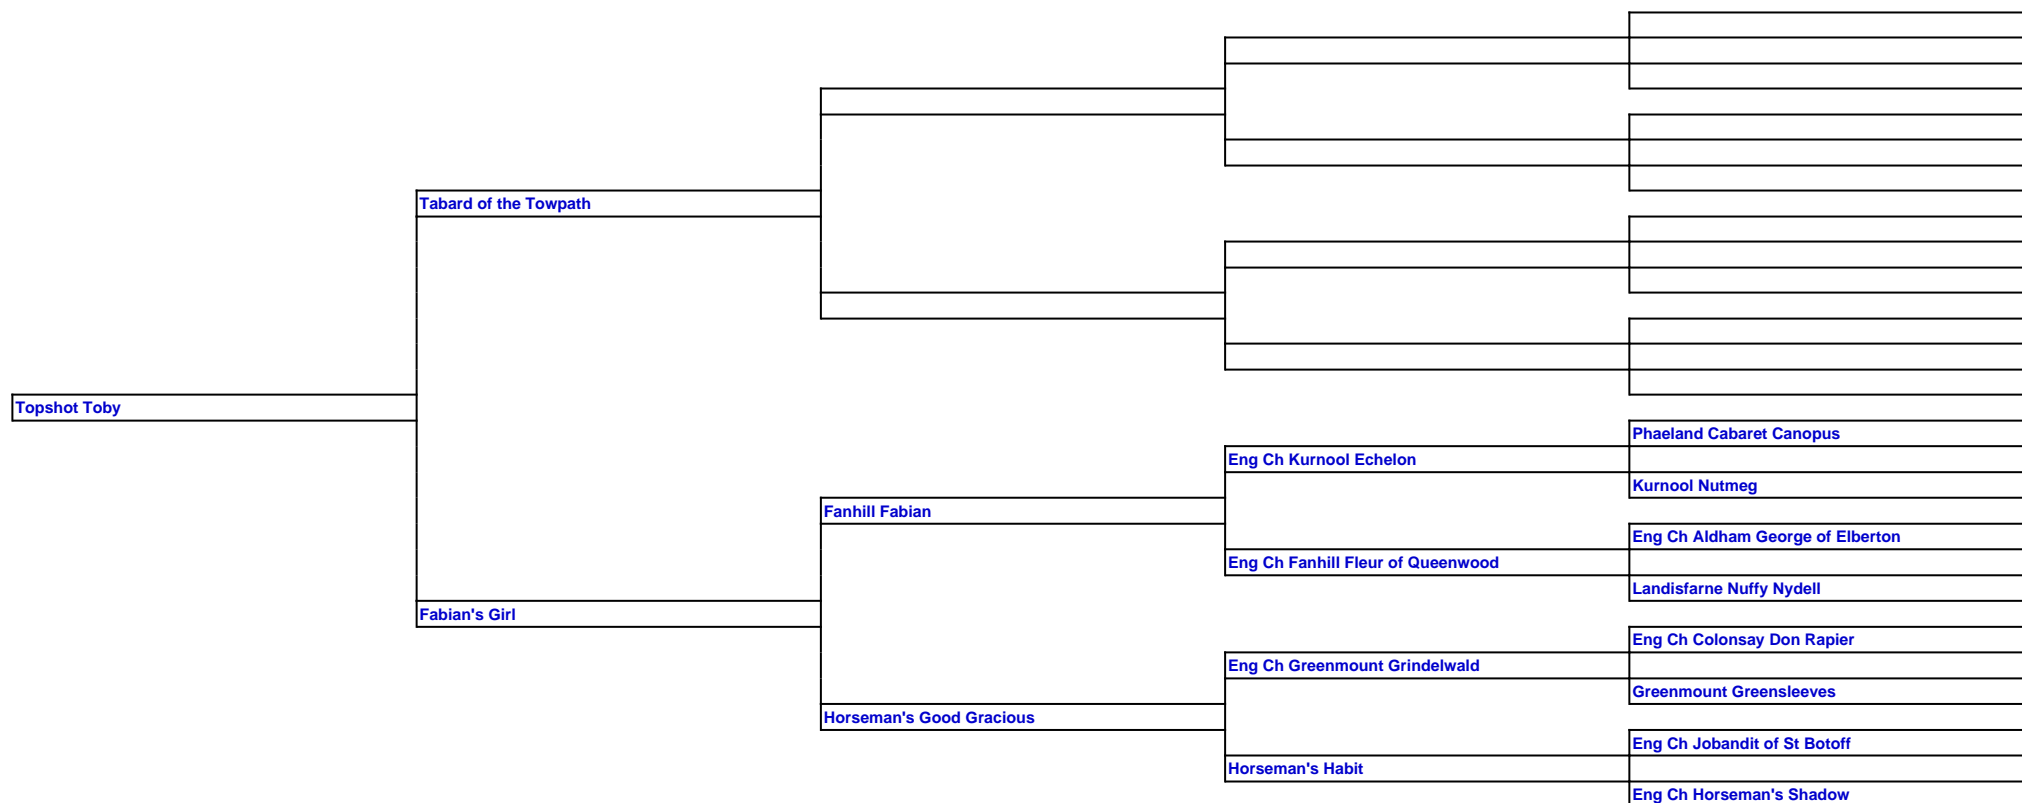 Tabard of the Towpath
Topshot Toby
Phaeland Cabaret Canopus
Eng Ch Kurnool Echelon
Kurnool Nutmeg
Fanhill Fabian
Eng Ch Aldham George of Elberton
Eng Ch Fanhill Fleur of Queenwood
Landisfarne Nuffy Nydell
Fabian's Girl
Eng Ch Colonsay Don Rapier
Eng Ch Greenmount Grindelwald
Greenmount Greensleeves
Horseman's Good Gracious
Eng Ch Jobandit of St Botoff
Horseman's Habit
Eng Ch Horseman's Shadow